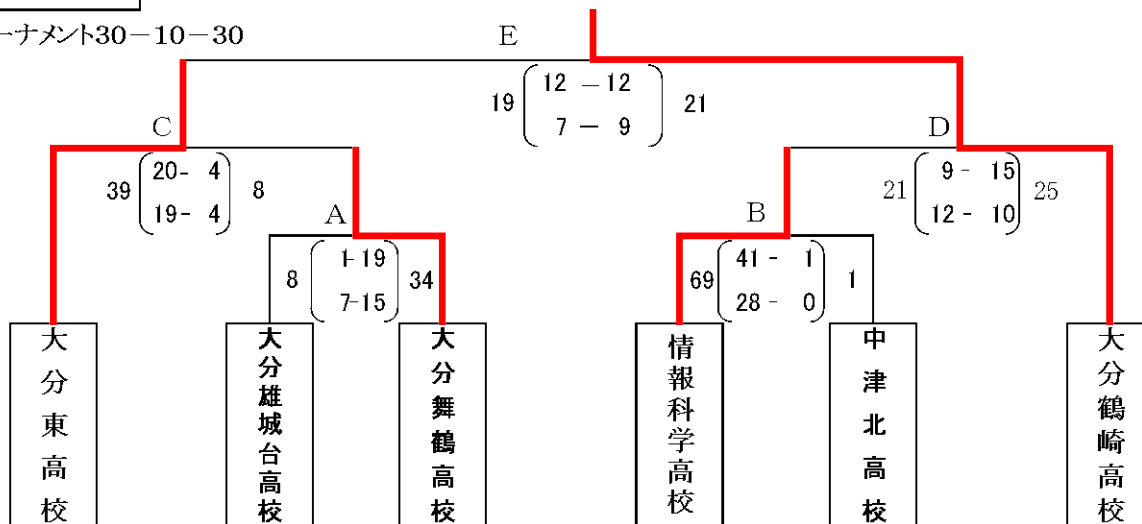 ーナメント30－10－30
E
19 12 －12 21
7 － 9
C
D
39 20- 4 8
19- 4
21 9 - 15 25
12 - 10
A
B
8 1-19 34
7-15
69 41 - 1 1
28 - 0
大分東高校
大分雄城台高校
大分舞鶴高校
情報科学高校
中津北高校
大分鶴崎高校